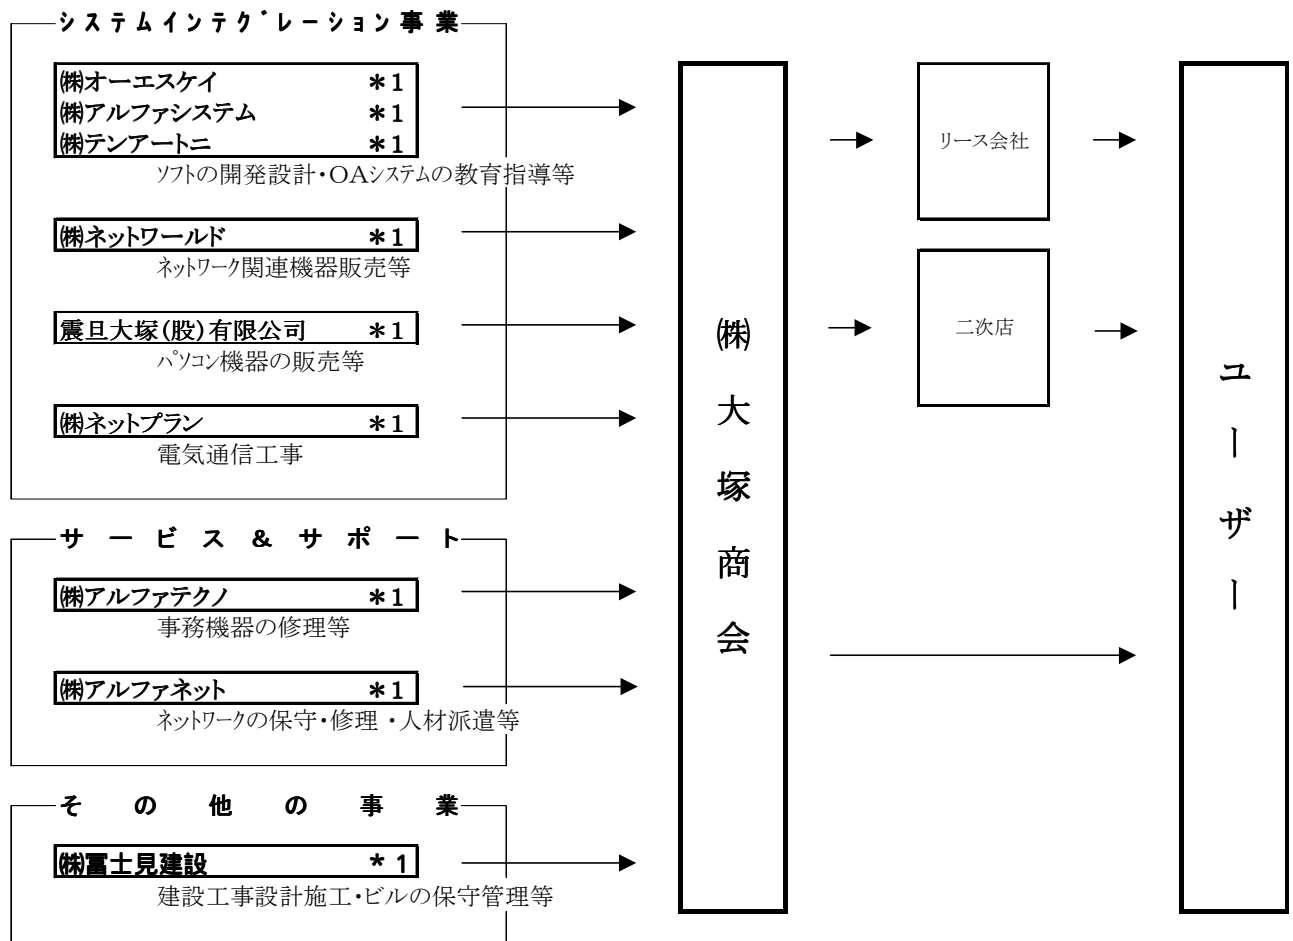 システムインテグレーション事業
㈱オーエスケイ *1
㈱アルファシステム *1
㈱テンアートニ *1
ソフトの開発設計・OAシステムの教育指導等
㈱ネットワールド *1
ネットワーク関連機器販売等
震旦大塚(股)有限公司 *1
パソコン機器の販売等
㈱ネットプラン *1
電気通信工事
サービス&サポート
㈱アルファテクノ *1
事務機器の修理等
㈱アルファネット *1
ネットワークの保守・修理・人材派遣等
その他の事業
㈱冨士見建設 *1
建設工事設計施工・ビルの保守管理等
㈱大塚商会
リース会社
二次店
ユーザー